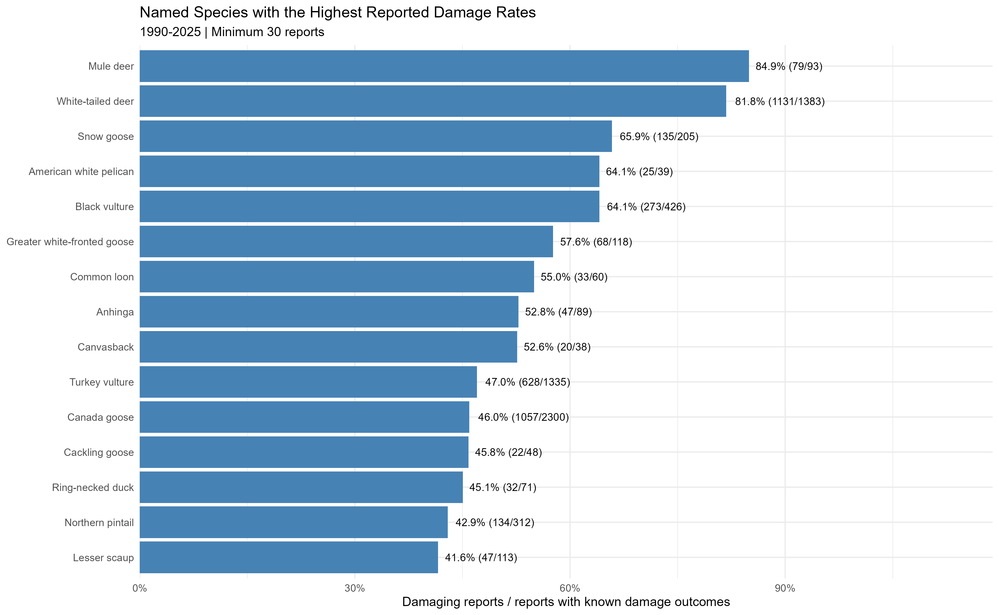 Named Species with the Highest Reported Damage Rates
1990-2025 | Minimum 30 reports
Mule deer 84.9% (79/93)
White-tailed deer 81.8% (1131/1383)
Snow goose 65.9% (135/205)
American white pelican 64.1% (25/39)
Black vulture 64.1% (273/426)
Greater white-fronted goose 57.6% (68/118)
Common loon 55.0% (33/60)
Anhinga 52.8% (47/89)
Canvasback 52.6% (20/38)
Turkey vulture 47.0% (628/1335)
Canada goose 46.0% (1057/2300)
Cackling goose 45.8% (22/48)
Ring-necked duck 45.1% (32/71)
Northern pintail 42.9% (134/312)
Lesser scaup 41.6% (47/113)
0% 30% 60% 90%
Damaging reports / reports with known damage outcomes